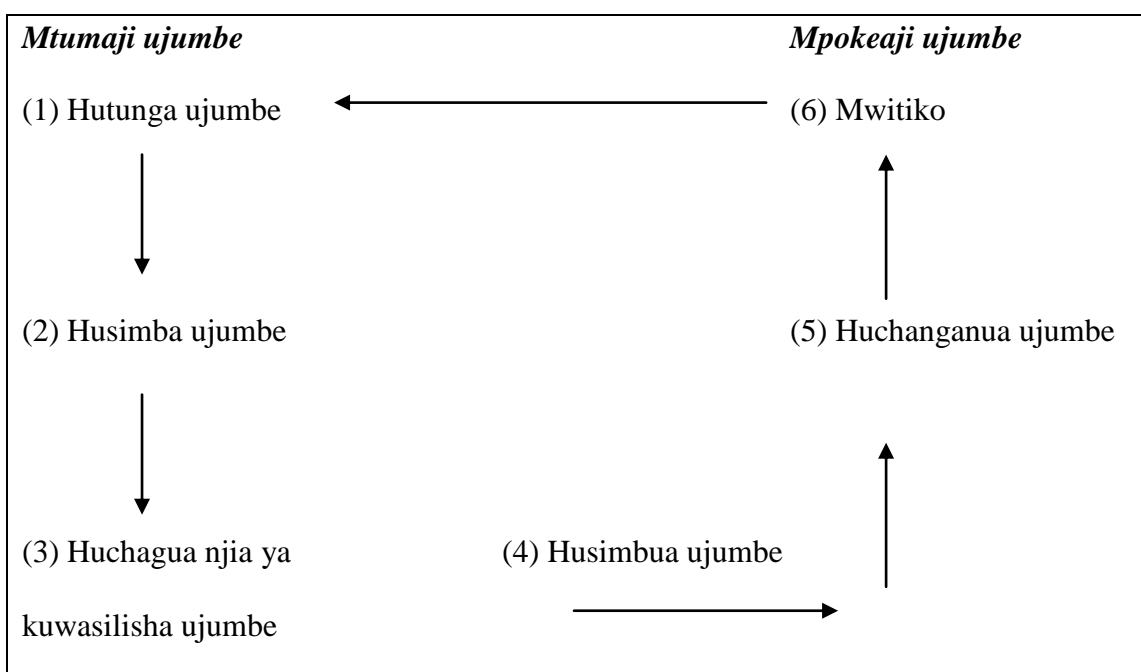 Mtumaji ujumbe Mpokeaji ujumbe
(1) Hutunga ujumbe (6) Mwitiko
(2) Husimba ujumbe (5) Huchanganua ujumbe
(3) Huchagua njia ya (4) Husimbua ujumbe
kuwasilisha ujumbe